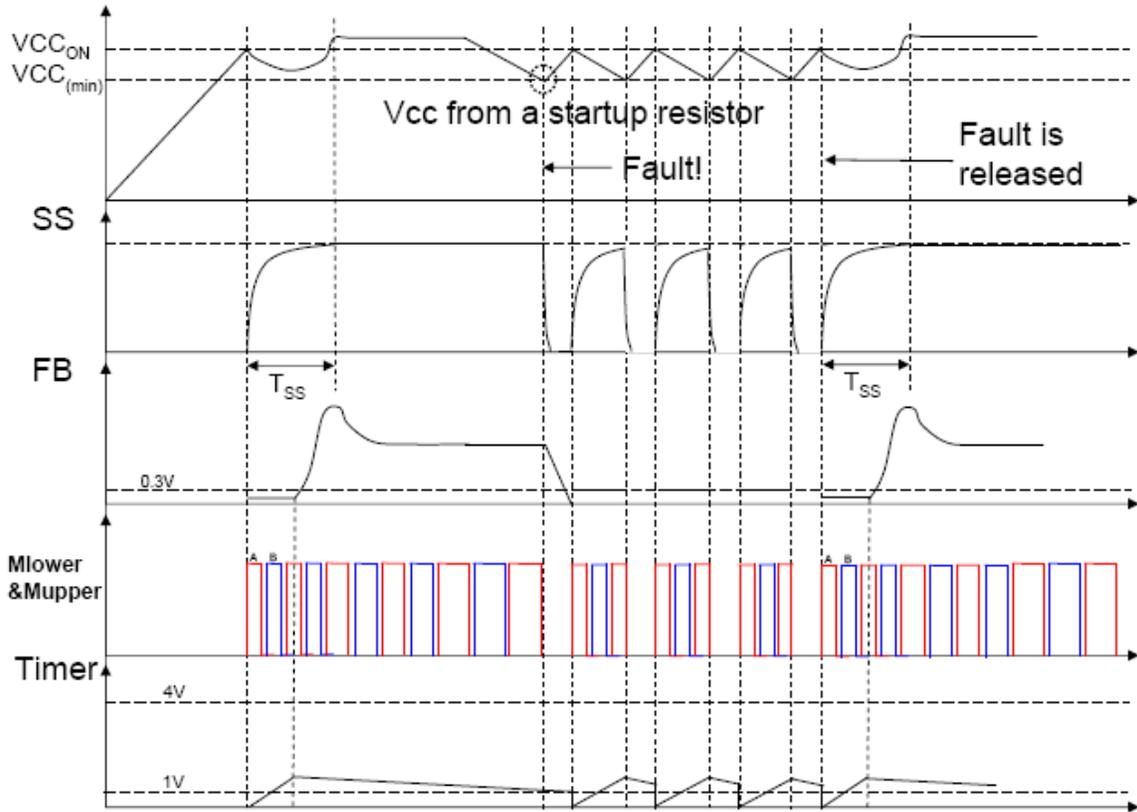 VCC_ON
VCC_(min)
Vcc from a startup resistor
Fault!
Fault is
released
SS
T_SS
T_SS
FB
0.3V
Mlower
&Mupper
A B
A B
Timer
4V
1V